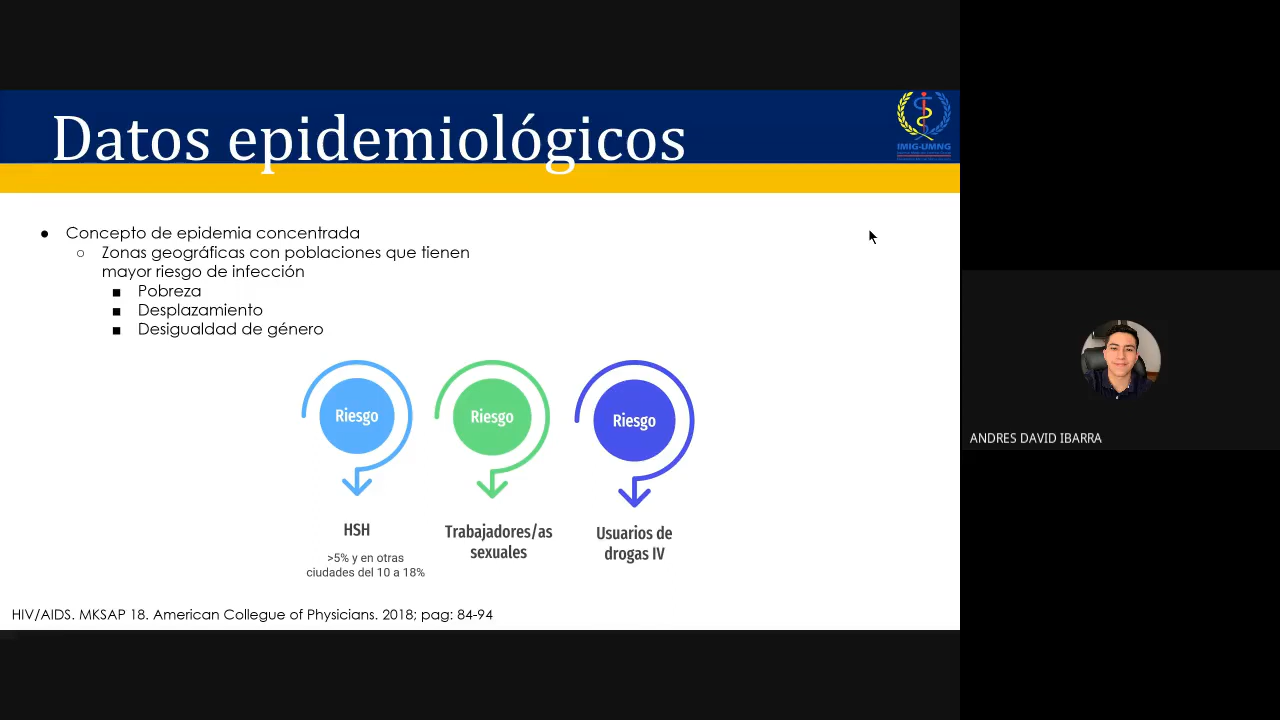 Datos epidemiológicos
IMIG-UMNG
● Concepto de epidemia concentrada
○ Zonas geográficas con poblaciones que tienen
mayor riesgo de infección
■ Pobreza
■ Desplazamiento
■ Desigualdad de género
Riesgo
Riesgo
Riesgo
HSH
>5% y en otras
ciudades del 10 a 18%
Trabajadores/as
sexuales
Usuarios de
drogas IV
HIV/AIDS. MKSAP 18. American Collegue of Physicians. 2018; pag: 84-94
ANDRES DAVID IBARRA